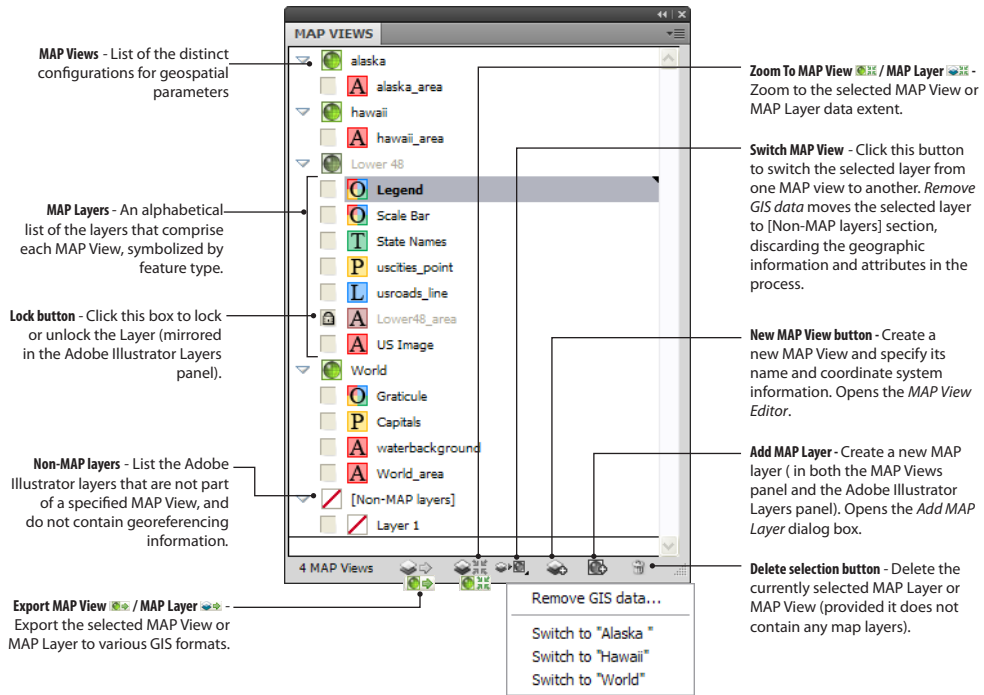 MAP VIEWS
alaska
alaska_area
hawaii
hawaii_area
Lower 48
Legend
Scale Bar
State Names
uscities_point
usroads_line
Lower48_area
US Image
World
Graticule
Capitals
waterbackground
World_area
[Non-MAP layers]
Layer 1
4 MAP Views
Remove GIS data...
Switch to "Alaska "
Switch to "Hawaii"
Switch to "World"
MAP Views - List of the distinct
configurations for geospatial
parameters
MAP Layers - An alphabetical
list of the layers that comprise
each MAP View, symbolized by
feature type.
Lock button - Click this box to lock
or unlock the Layer (mirrored
in the Adobe Illustrator Layers
panel).
Non-MAP layers - List the Adobe
Illustrator layers that are not part
of a specified MAP View, and
do not contain georeferencing
information.
Export MAP View / MAP Layer -
Export the selected MAP View or
MAP Layer to various GIS formats.
Zoom To MAP View / MAP Layer -
Zoom to the selected MAP View or
MAP Layer data extent.
Switch MAP View - Click this button
to switch the selected layer from
one MAP view to another. Remove
GIS data moves the selected layer
to [Non-MAP layers] section,
discarding the geographic
information and attributes in the
process.
New MAP View button - Create a
new MAP View and specify its
name and coordinate system
information. Opens the MAP View
Editor.
Add MAP Layer - Create a new MAP
layer ( in both the MAP Views
panel and the Adobe Illustrator
Layers panel). Opens the Add MAP
Layer dialog box.
Delete selection button - Delete the
currently selected MAP Layer or
MAP View (provided it does not
contain any map layers).
A
A
O
O
T
P
L
A
A
O
P
A
A